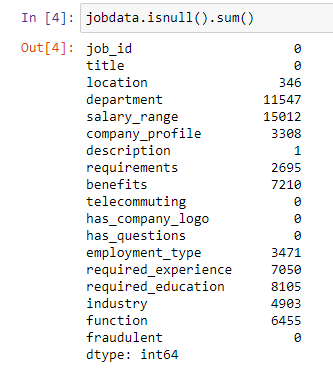 In [4]: jobdata.isnull().sum()
Out[4]: job_id 0
title 0
location 346
department 11547
salary_range 15012
company_profile 3308
description 1
requirements 2695
benefits 7210
telecommuting 0
has_company_logo 0
has_questions 0
employment_type 3471
required_experience 7050
required_education 8105
industry 4903
function 6455
fraudulent 0
dtype: int64